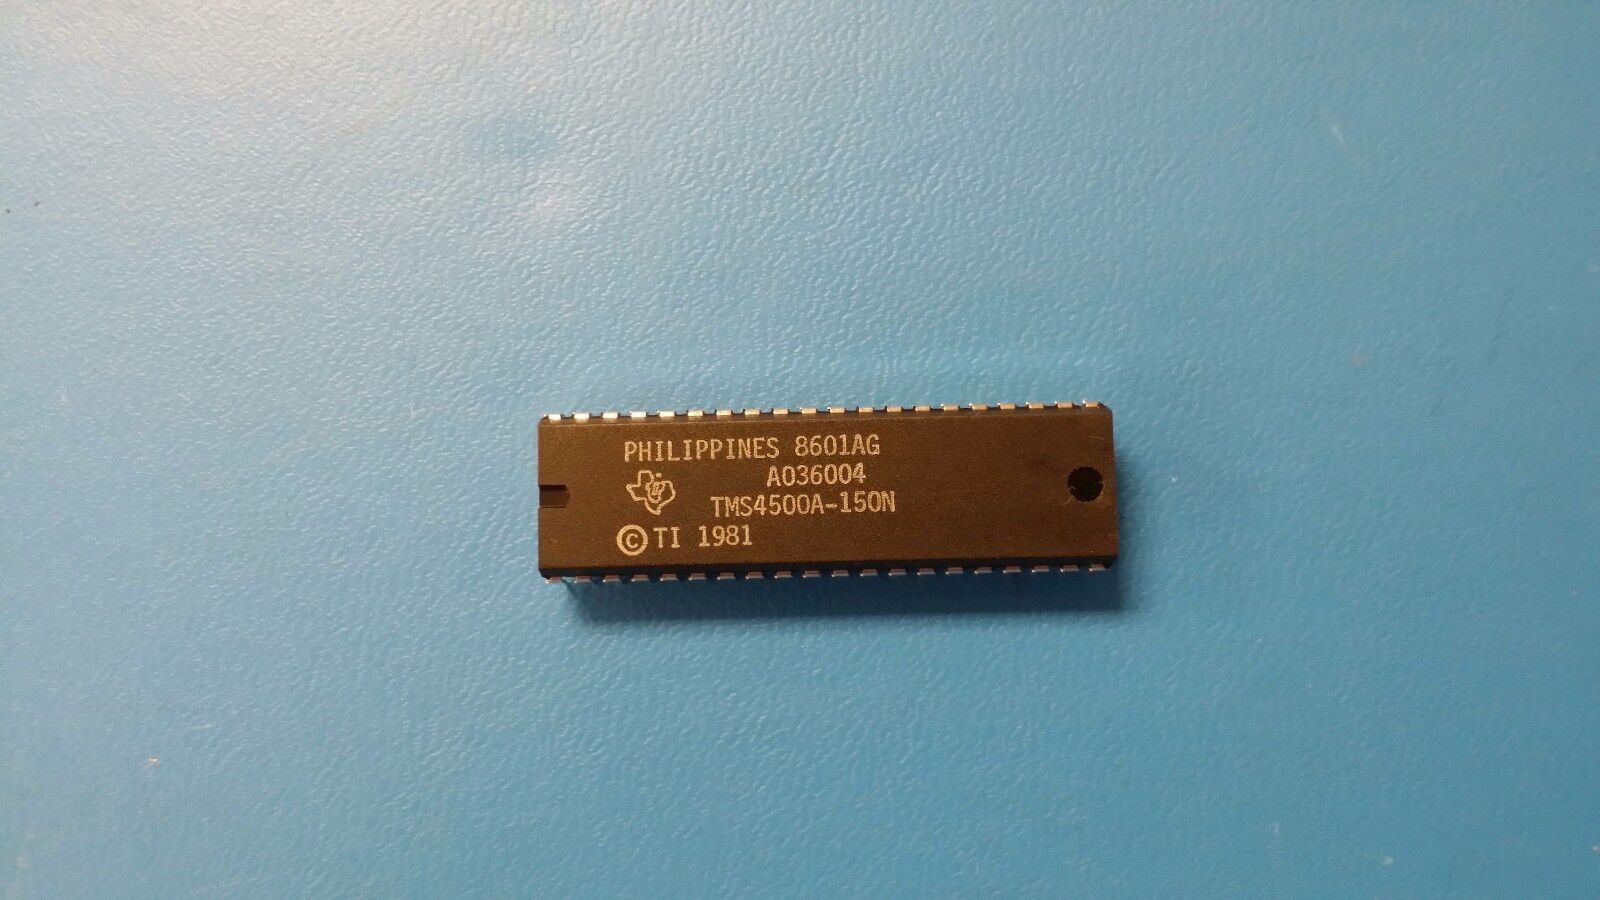 PHILIPPINES 8601AG
A036004
TMS4500A-150N
© TI 1981